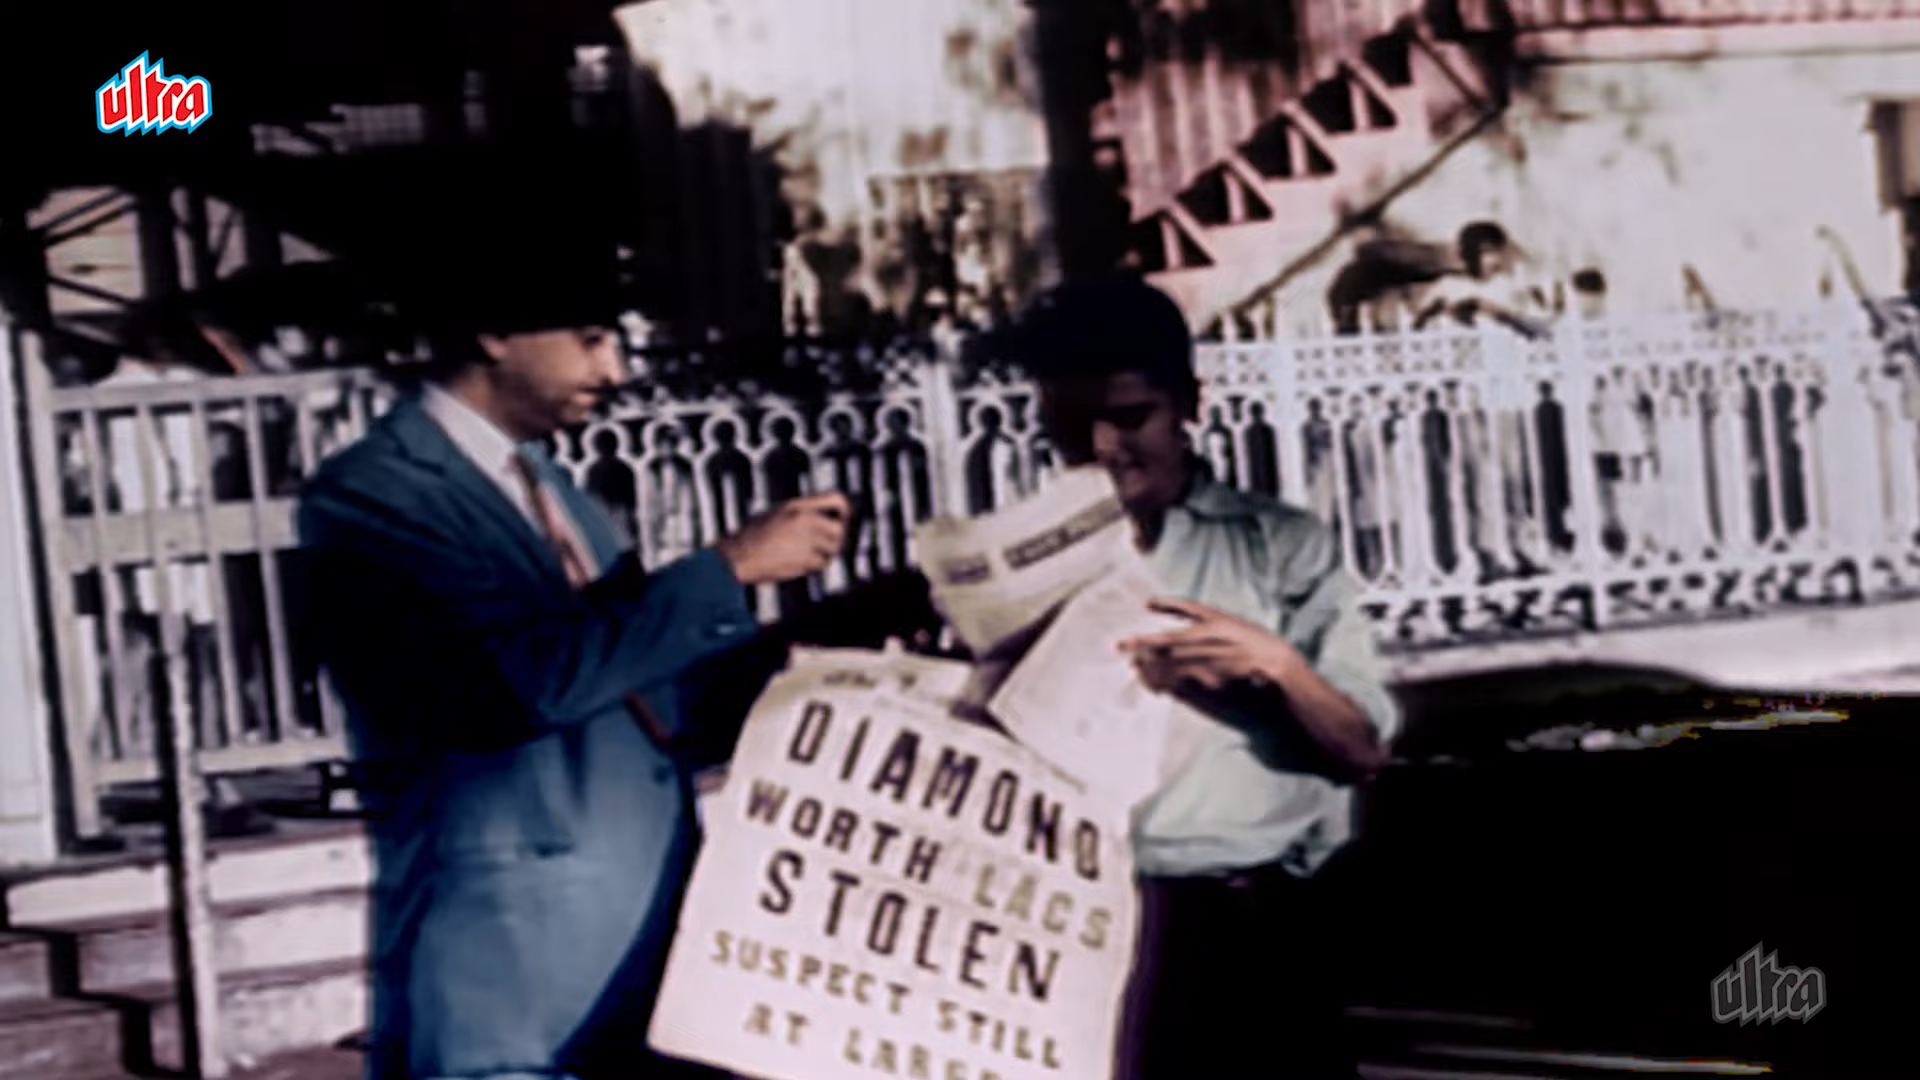 ultra
DIAMOND
WORTH LACS
STOLEN
SUSPECT STILL
AT LARGE
ultra